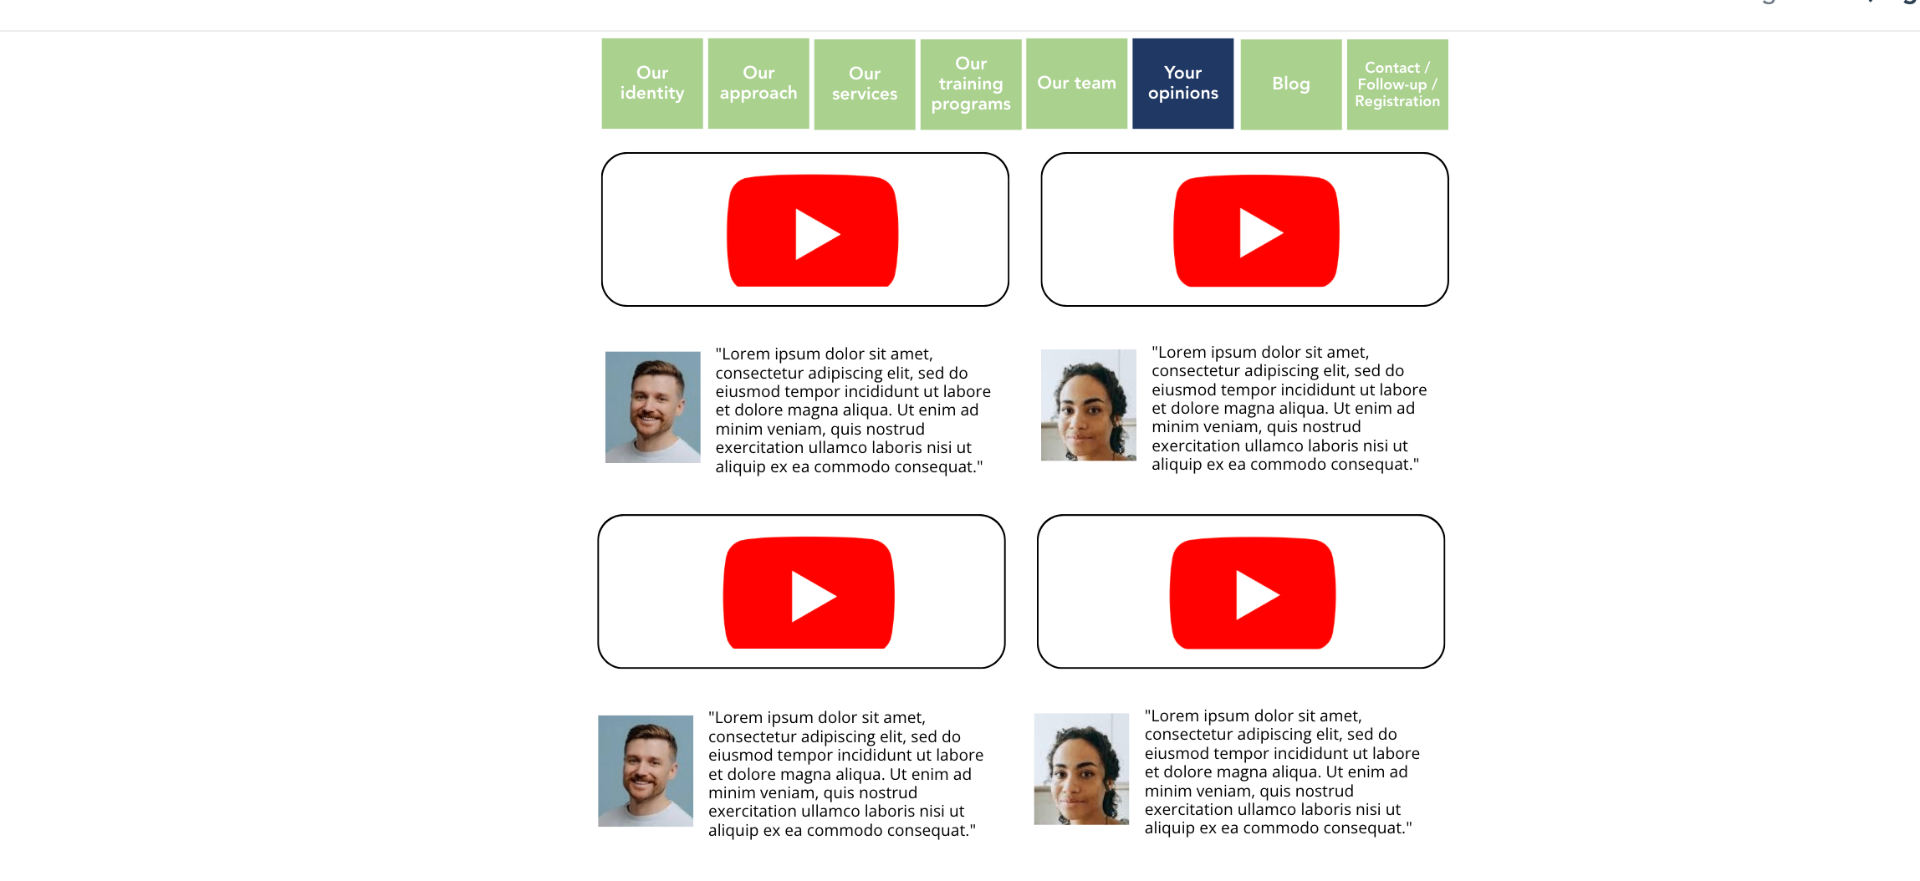 Our
identity
Our
approach
Our
services
Our
training
programs
Our team
Your
opinions
Blog
Contact /
Follow-up /
Registration
"Lorem ipsum dolor sit amet,
consectetur adipiscing elit, sed do
eiusmod tempor incididunt ut labore
et dolore magna aliqua. Ut enim ad
minim veniam, quis nostrud
exercitation ullamco laboris nisi ut
aliquip ex ea commodo consequat."
"Lorem ipsum dolor sit amet,
consectetur adipiscing elit, sed do
eiusmod tempor incididunt ut labore
et dolore magna aliqua. Ut enim ad
minim veniam, quis nostrud
exercitation ullamco laboris nisi ut
aliquip ex ea commodo consequat."
"Lorem ipsum dolor sit amet,
consectetur adipiscing elit, sed do
eiusmod tempor incididunt ut labore
et dolore magna aliqua. Ut enim ad
minim veniam, quis nostrud
exercitation ullamco laboris nisi ut
aliquip ex ea commodo consequat."
"Lorem ipsum dolor sit amet,
consectetur adipiscing elit, sed do
eiusmod tempor incididunt ut labore
et dolore magna aliqua. Ut enim ad
minim veniam, quis nostrud
exercitation ullamco laboris nisi ut
aliquip ex ea commodo consequat."